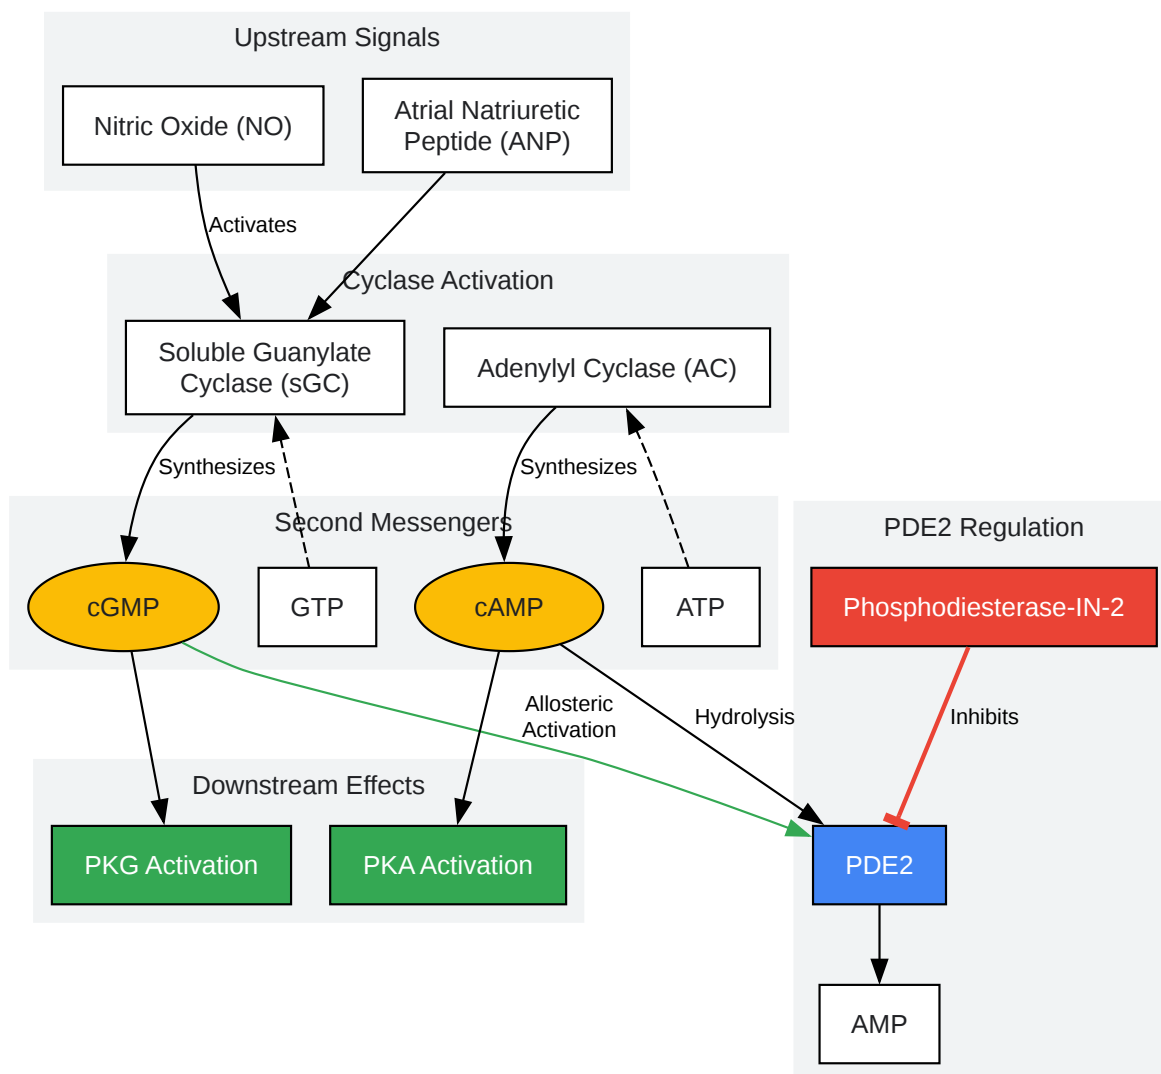 Upstream Signals
Nitric Oxide (NO)
Atrial Natriuretic
Peptide (ANP)
Activates
Cyclase Activation
Soluble Guanylate
Cyclase (sGC)
Adenylyl Cyclase (AC)
Synthesizes
Synthesizes
Second Messengers
PDE2 Regulation
cGMP
GTP
cAMP
ATP
Phosphodiesterase-IN-2
Allosteric
Activation
Hydrolysis
Inhibits
Downstream Effects
PKG Activation
PKA Activation
PDE2
AMP